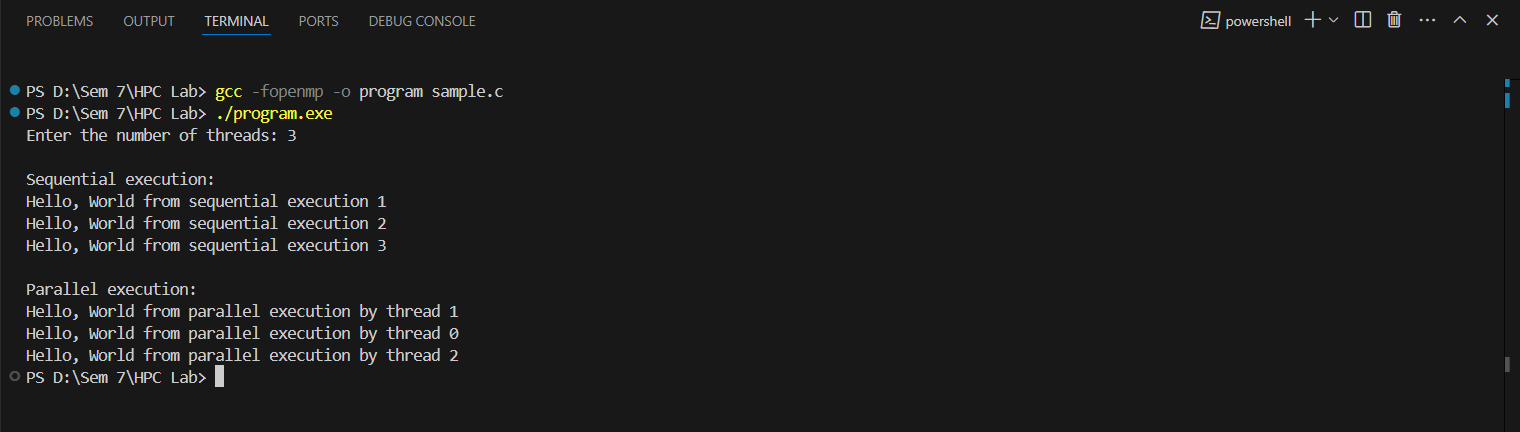 PROBLEMS OUTPUT TERMINAL PORTS DEBUG CONSOLE powershell
PS D:\Sem 7\HPC Lab> gcc -fopenmp -o program sample.c
PS D:\Sem 7\HPC Lab> ./program.exe
Enter the number of threads: 3
Sequential execution:
Hello, World from sequential execution 1
Hello, World from sequential execution 2
Hello, World from sequential execution 3
Parallel execution:
Hello, World from parallel execution by thread 1
Hello, World from parallel execution by thread 0
Hello, World from parallel execution by thread 2
PS D:\Sem 7\HPC Lab>